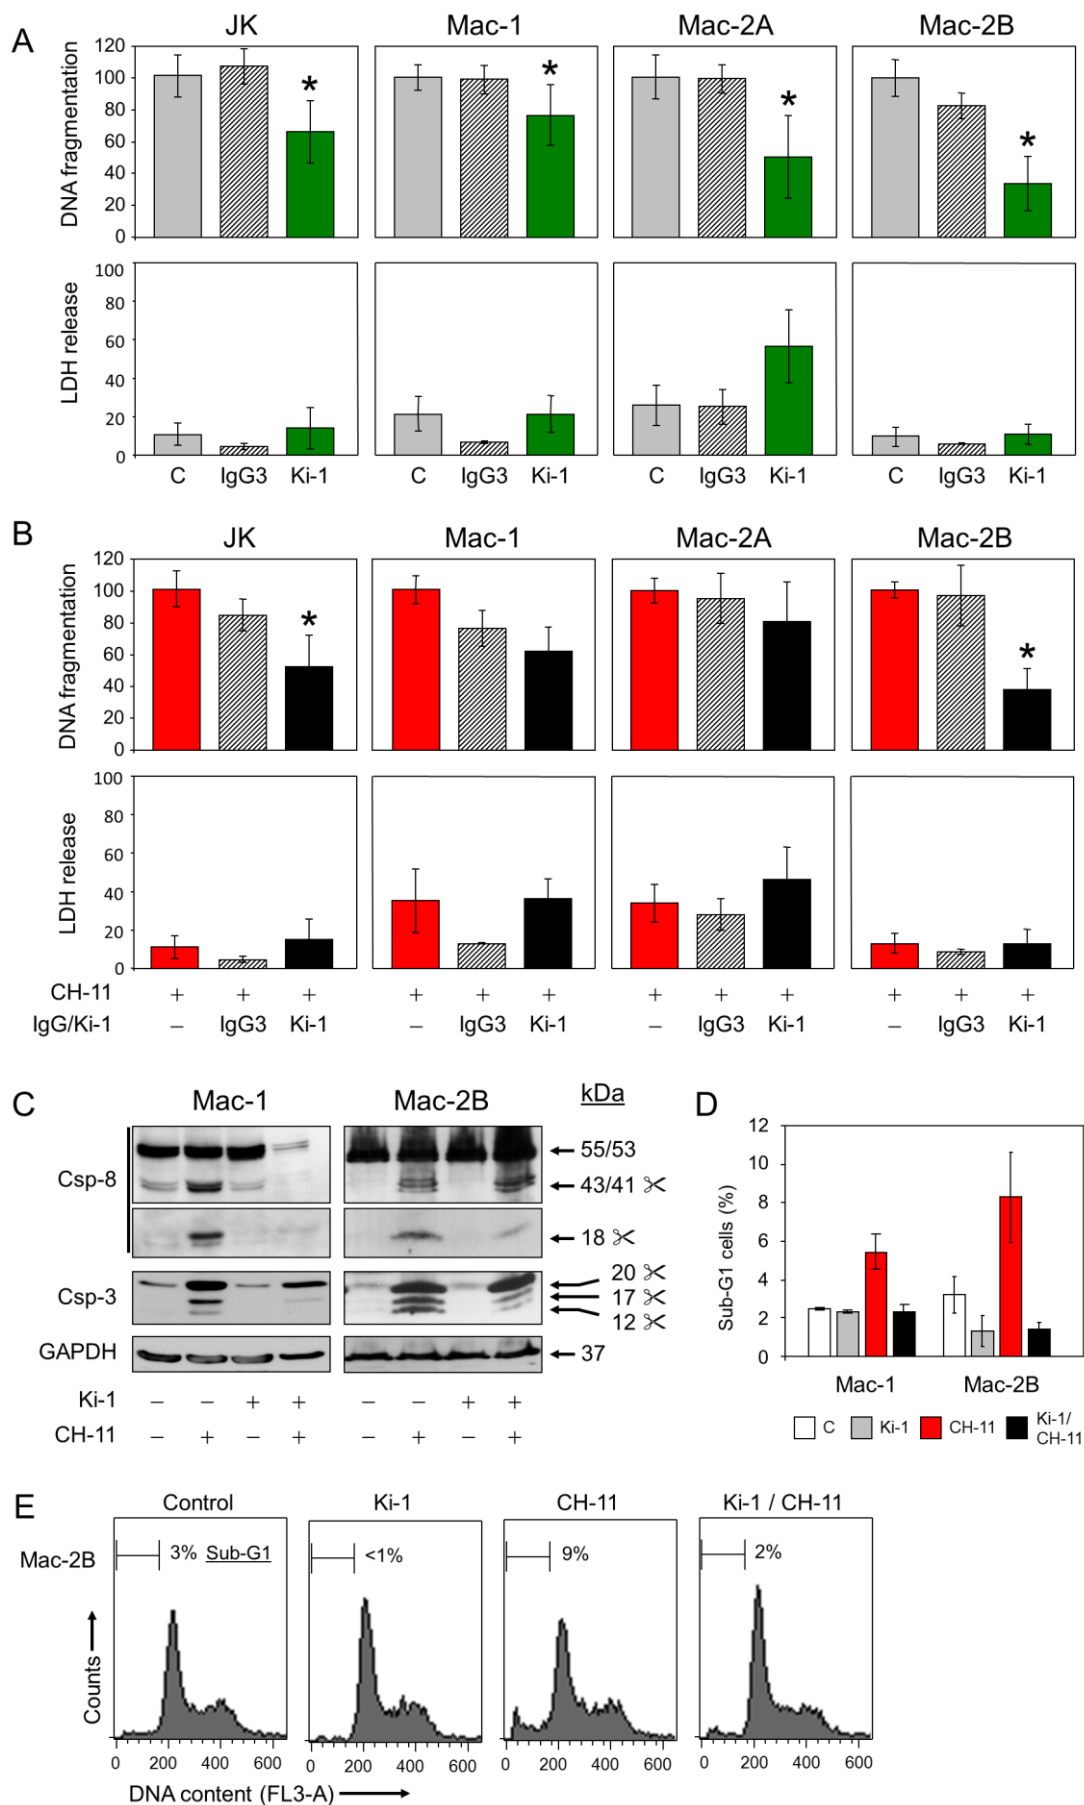 A
JK Mac-1 Mac-2A Mac-2B
DNA fragmentation
120
100
80
60
40
20
0
* * * *
LDH release
100
80
60
40
20
0
C IgG3 Ki-1 C IgG3 Ki-1 C IgG3 Ki-1 C IgG3 Ki-1
B
JK Mac-1 Mac-2A Mac-2B
DNA fragmentation
120
100
80
60
40
20
0
* *
LDH release
100
80
60
40
20
0
CH-11 + + + + + + + + + + + +
IgG/Ki-1 – IgG3 Ki-1 – IgG3 Ki-1 – IgG3 Ki-1 – IgG3 Ki-1
C
Mac-1 Mac-2B kDa
Csp-8
55/53
43/41
18
Csp-3
20
17
12
GAPDH 37
Ki-1 – – + + – – + +
CH-11 – + – + – + – +
D
Sub-G1 cells (%)
12
10
8
6
4
2
0
Mac-1 Mac-2B
C Ki-1 CH-11 Ki-1/
CH-11
E
Control Ki-1 CH-11 Ki-1 / CH-11
Mac-2B
3% Sub-G1 <1% 9% 2%
Counts
0 200 400 600 0 200 400 600 0 200 400 600 0 200 400 600
DNA content (FL3-A)